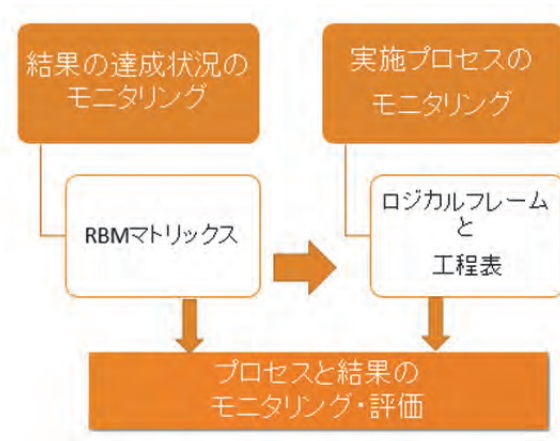 結果の達成状況の
モニタリング
実施プロセスの
モニタリング
RBMマトリックス
ロジカルフレーム
と
工程表
プロセスと結果の
モニタリング・評価